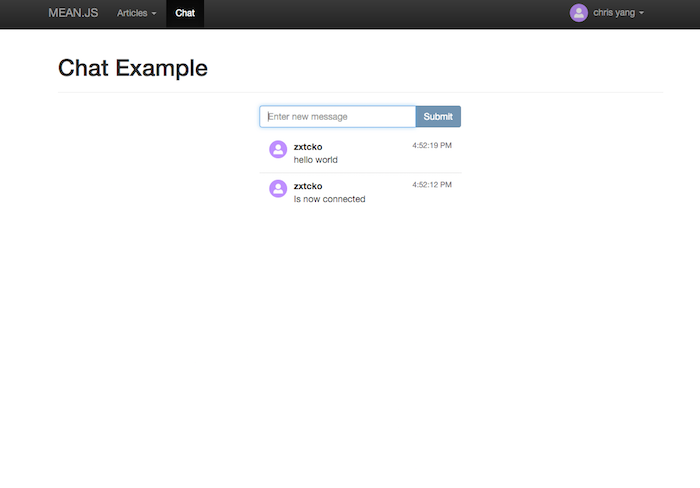 MEAN.JS Articles Chat chris yang
Chat Example
Enter new message Submit
zxtcko 4:52:19 PM
hello world
zxtcko 4:52:12 PM
Is now connected